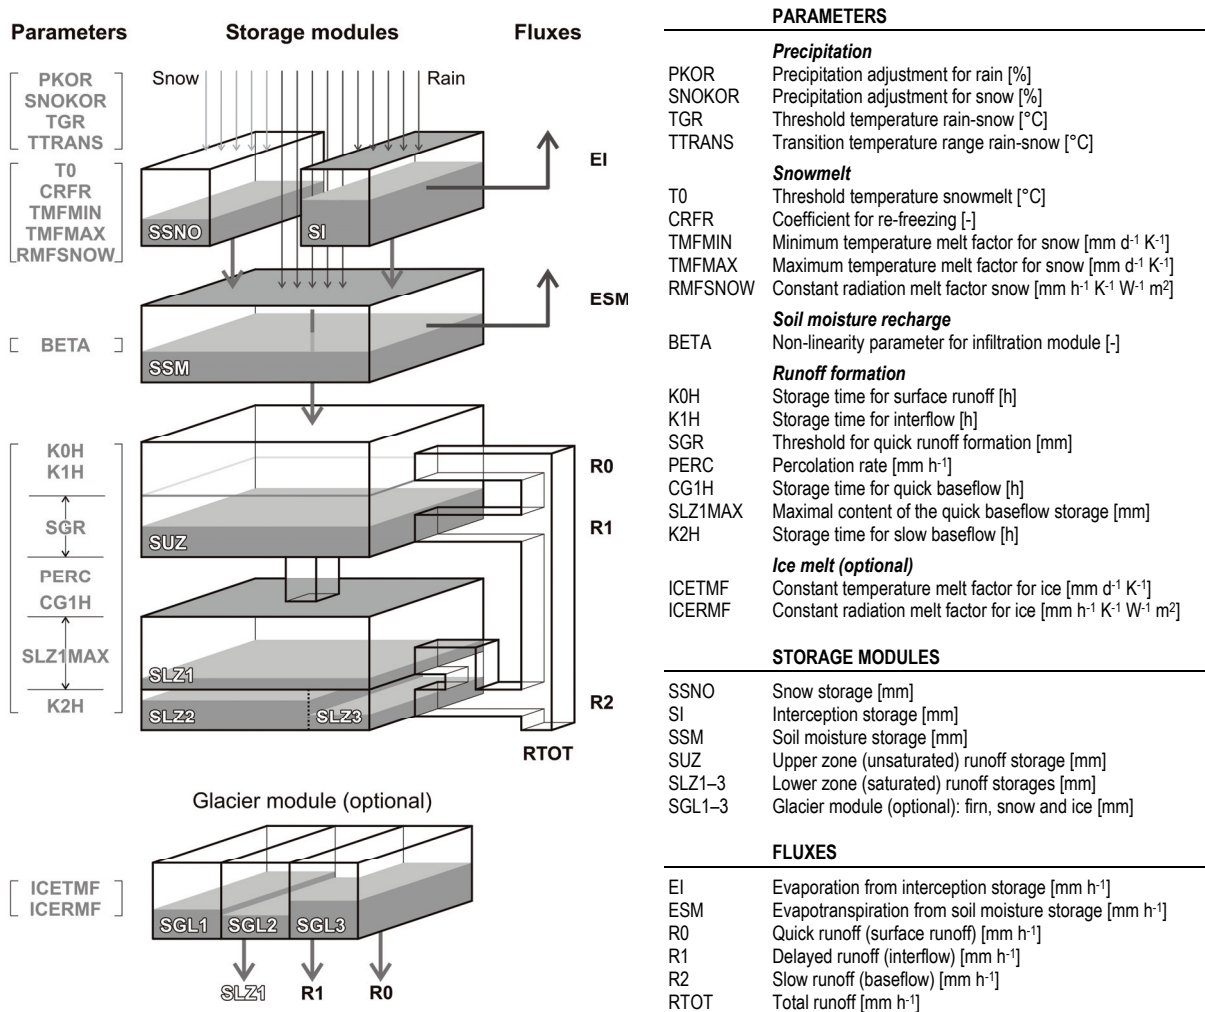 Parameters
Storage modules
Fluxes
PKOR
SNOKOR
TGR
TTRANS
Snow
Rain
T0
CRFR
TMFMIN
TMFMAX
RMFSNOW
SSNO
SI
EI
BETA
SSM
ESM
K0H
K1H
SGR
SUZ
R0
R1
PERC
CG1H
SLZ1MAX
K2H
SLZ1
SLZ2
SLZ3
R2
RTOT
Glacier module (optional)
ICETMF
ICERMF
SGL1
SGL2
SGL3
SLZ1
R1
R0
PARAMETERS
Precipitation
PKOR Precipitation adjustment for rain [%]
SNOKOR Precipitation adjustment for snow [%]
TGR Threshold temperature rain-snow [°C]
TTRANS Transition temperature range rain-snow [°C]
Snowmelt
T0 Threshold temperature snowmelt [°C]
CRFR Coefficient for re-freezing [-]
TMFMIN Minimum temperature melt factor for snow [mm d⁻¹ K⁻¹]
TMFMAX Maximum temperature melt factor for snow [mm d⁻¹ K⁻¹]
RMFSNOW Constant radiation melt factor snow [mm h⁻¹ K⁻¹ W⁻¹ m²]
Soil moisture recharge
BETA Non-linearity parameter for infiltration module [-]
Runoff formation
K0H Storage time for surface runoff [h]
K1H Storage time for interflow [h]
SGR Threshold for quick runoff formation [mm]
PERC Percolation rate [mm h⁻¹]
CG1H Storage time for quick baseflow [h]
SLZ1MAX Maximal content of the quick baseflow storage [mm]
K2H Storage time for slow baseflow [h]
Ice melt (optional)
ICETMF Constant temperature melt factor for ice [mm d⁻¹ K⁻¹]
ICERMF Constant radiation melt factor for ice [mm h⁻¹ K⁻¹ W⁻¹ m²]
STORAGE MODULES
SSNO Snow storage [mm]
SI Interception storage [mm]
SSM Soil moisture storage [mm]
SUZ Upper zone (unsaturated) runoff storage [mm]
SLZ1–3 Lower zone (saturated) runoff storages [mm]
SGL1–3 Glacier module (optional): firn, snow and ice [mm]
FLUXES
EI Evaporation from interception storage [mm h⁻¹]
ESM Evapotranspiration from soil moisture storage [mm h⁻¹]
R0 Quick runoff (surface runoff) [mm h⁻¹]
R1 Delayed runoff (interflow) [mm h⁻¹]
R2 Slow runoff (baseflow) [mm h⁻¹]
RTOT Total runoff [mm h⁻¹]